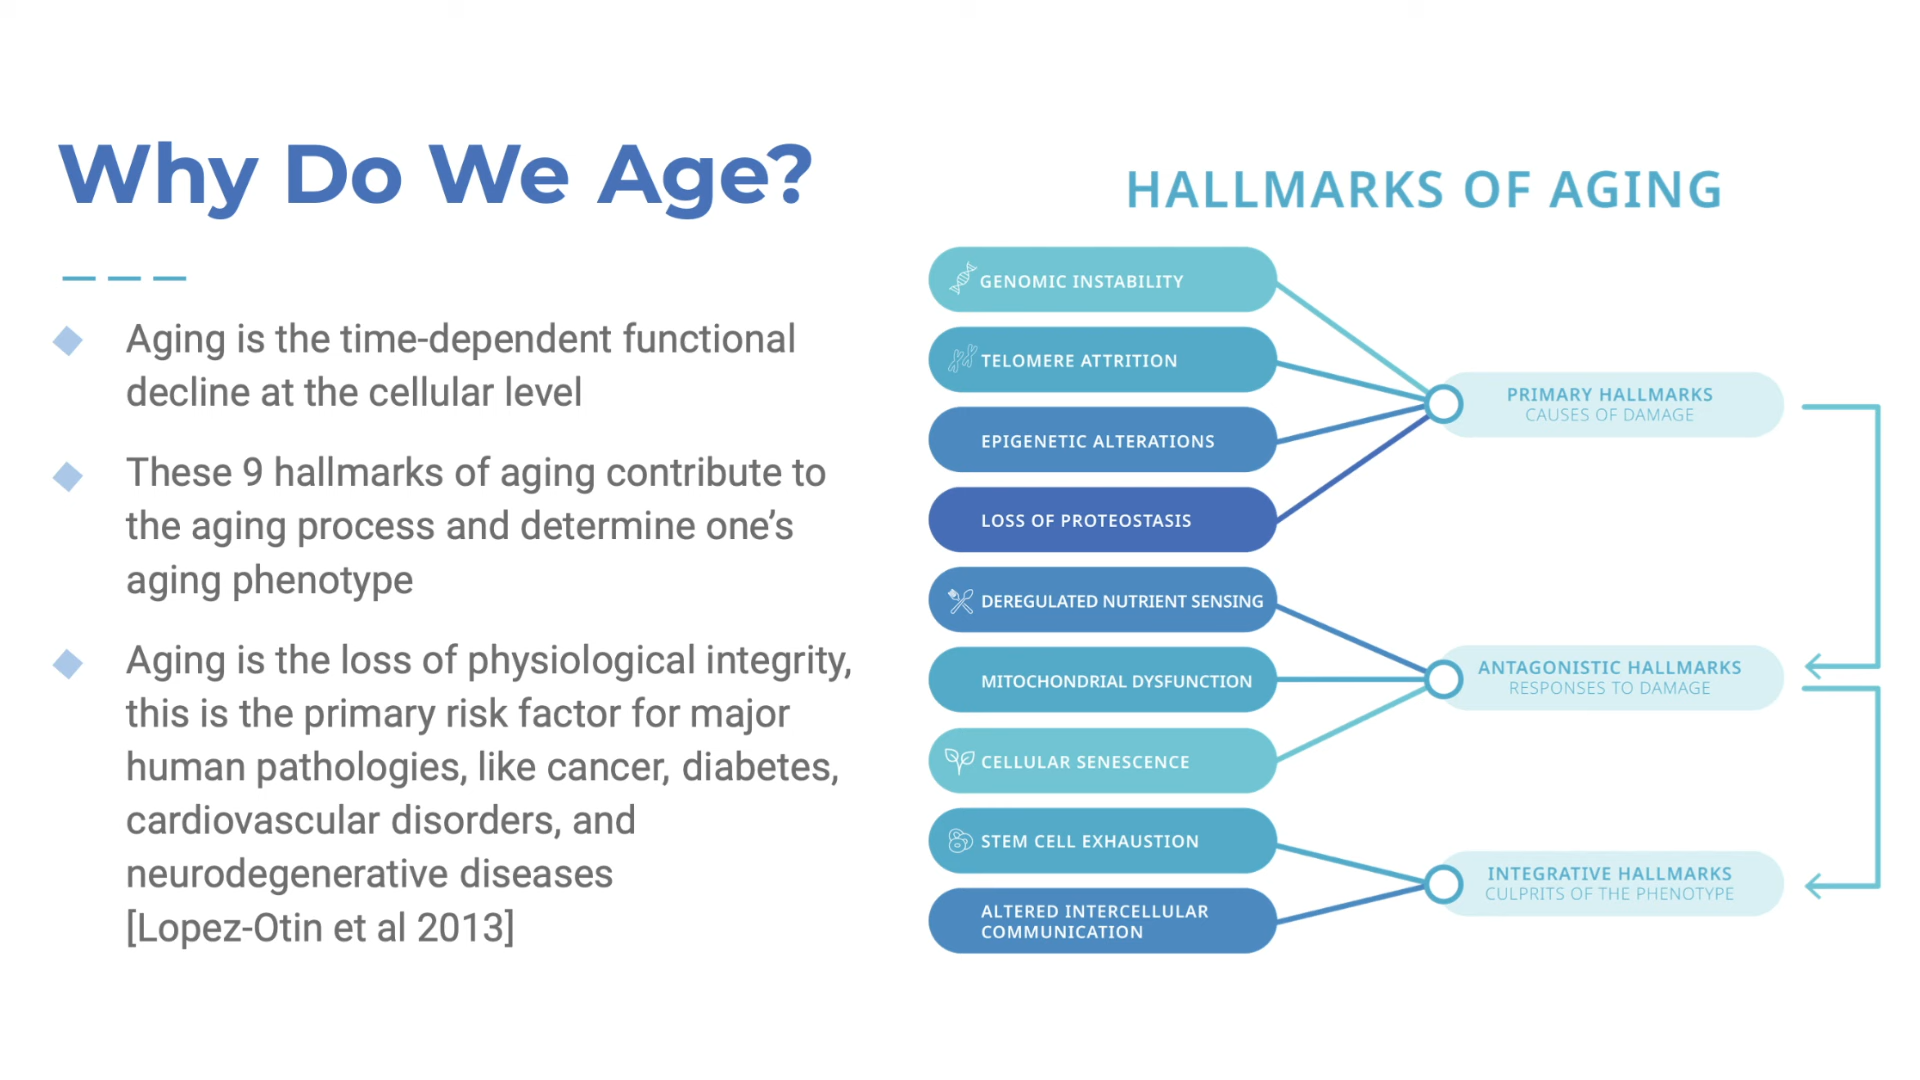 Why Do We Age?
Aging is the time-dependent functional
decline at the cellular level
These 9 hallmarks of aging contribute to
the aging process and determine one’s
aging phenotype
Aging is the loss of physiological integrity,
this is the primary risk factor for major
human pathologies, like cancer, diabetes,
cardiovascular disorders, and
neurodegenerative diseases
[Lopez-Otin et al 2013]
HALLMARKS OF AGING
GENOMIC INSTABILITY
TELOMERE ATTRITION
EPIGENETIC ALTERATIONS
LOSS OF PROTEOSTASIS
DEREGULATED NUTRIENT SENSING
MITOCHONDRIAL DYSFUNCTION
CELLULAR SENESCENCE
STEM CELL EXHAUSTION
ALTERED INTERCELLULAR
COMMUNICATION
PRIMARY HALLMARKS
CAUSES OF DAMAGE
ANTAGONISTIC HALLMARKS
RESPONSES TO DAMAGE
INTEGRATIVE HALLMARKS
CULPRITS OF THE PHENOTYPE